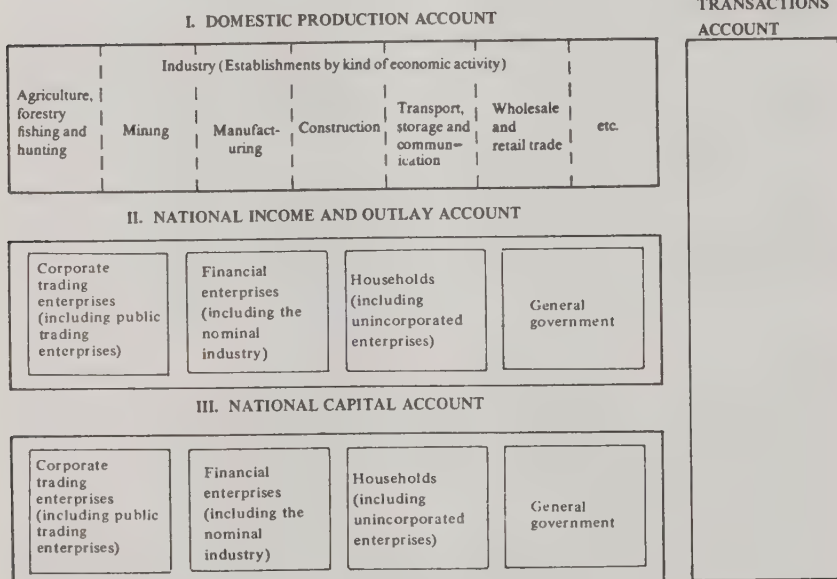 I. DOMESTIC PRODUCTION ACCOUNT
TRANSACTIONS
ACCOUNT
Industry (Establishments by kind of economic activity)
Agriculture,
forestry
fishing and
hunting
Mining
Manufact-
uring
Construction
Transport,
storage and
commun-
ication
Wholesale
and
retail trade
etc.
II. NATIONAL INCOME AND OUTLAY ACCOUNT
Corporate
trading
enterprises
(including public
trading
enterprises)
Financial
enterprises
(including the
nominal
industry)
Households
(including
unincorporated
enterprises)
General
government
III. NATIONAL CAPITAL ACCOUNT
Corporate
trading
enterprises
(including public
trading
enterprises)
Financial
enterprises
(including the
nominal
industry)
Households
(including
unincorporated
enterprises)
General
government